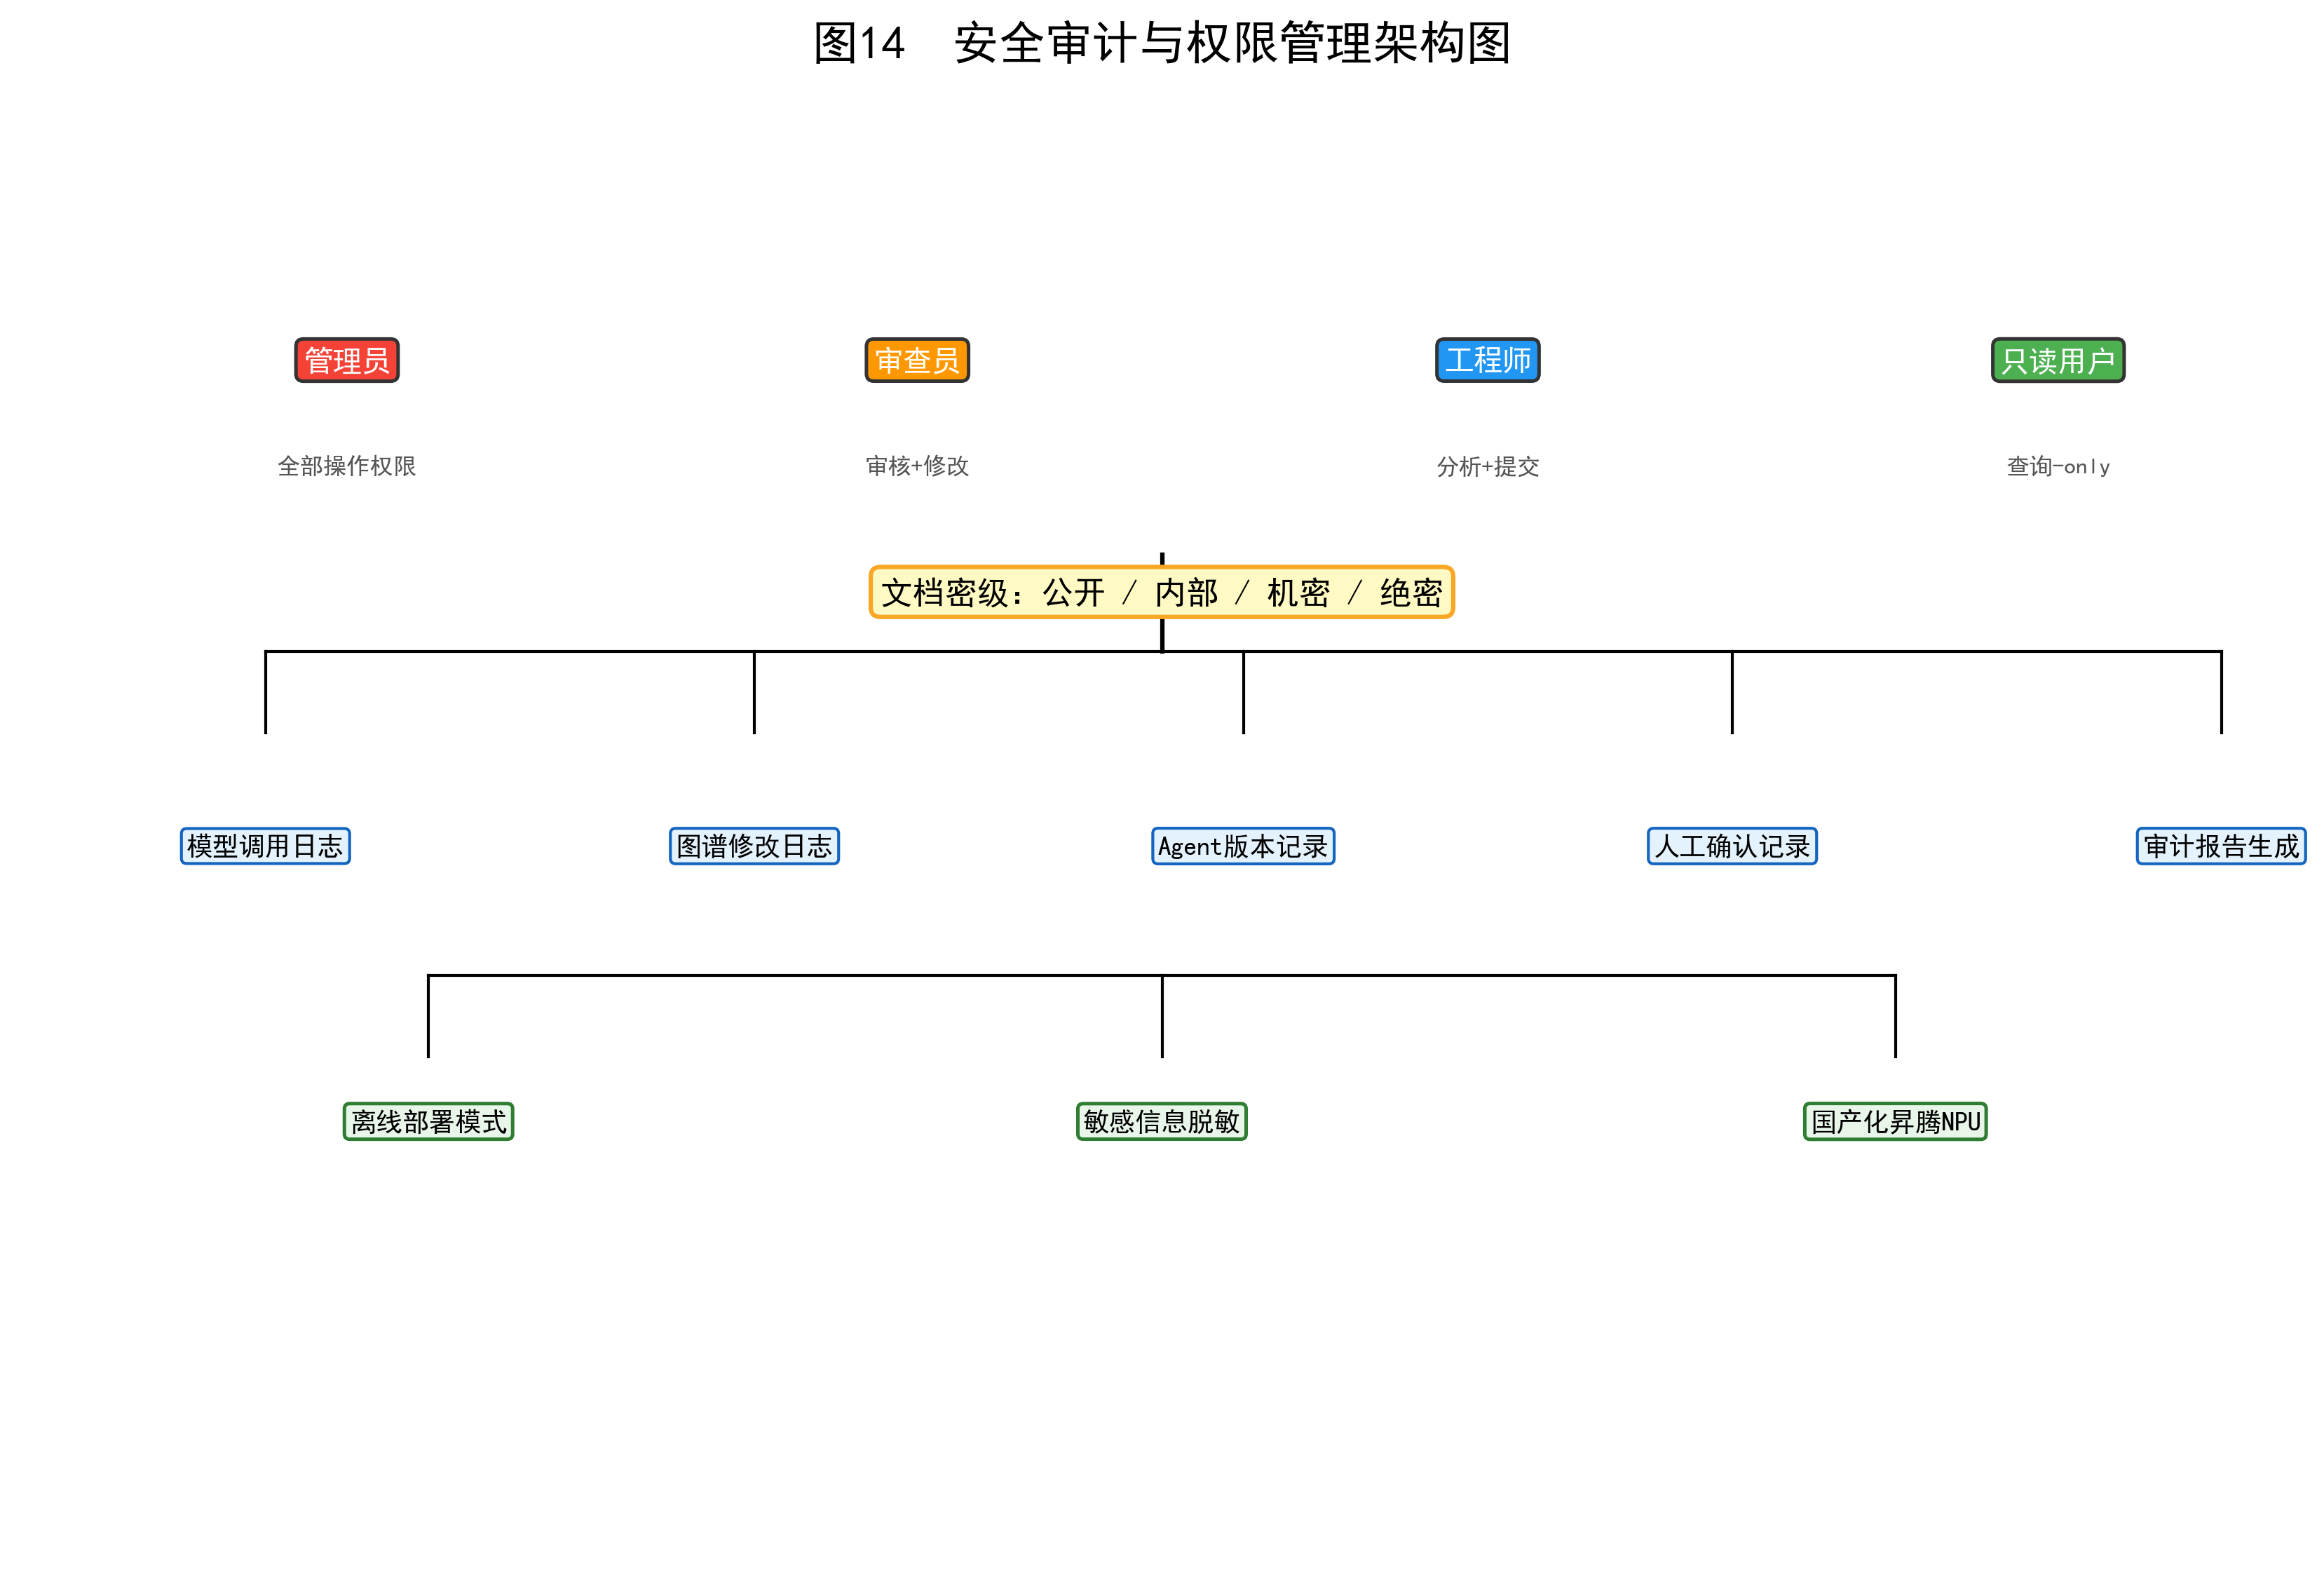 图14　安全审计与权限管理架构图
管理员
审查员
工程师
只读用户
全部操作权限
审核+修改
分析+提交
查询-only
文档密级：公开 / 内部 / 机密 / 绝密
模型调用日志
图谱修改日志
Agent版本记录
人工确认记录
审计报告生成
离线部署模式
敏感信息脱敏
国产化昇腾NPU